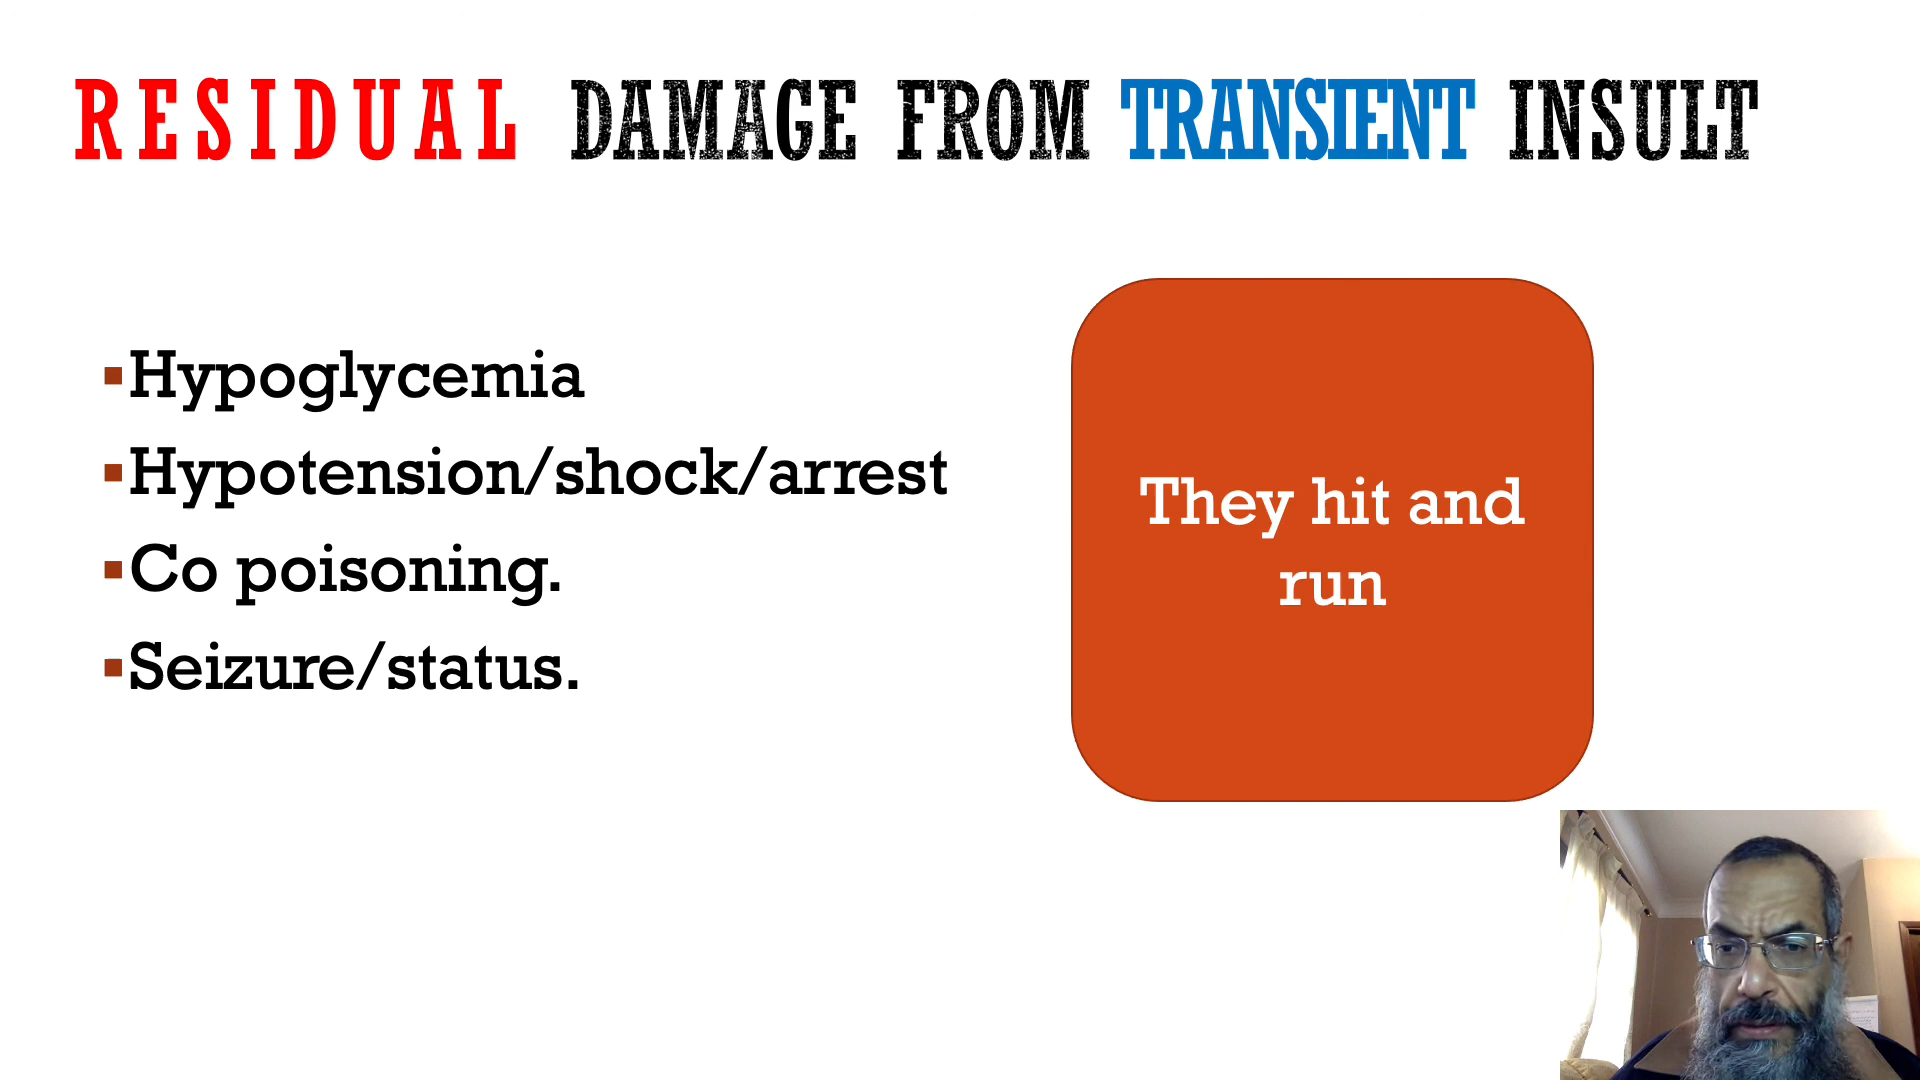 RESIDUAL DAMAGE FROM TRANSIENT INSULT
▪Hypoglycemia
▪Hypotension/shock/arrest
▪Co poisoning.
▪Seizure/status.
They hit and
run